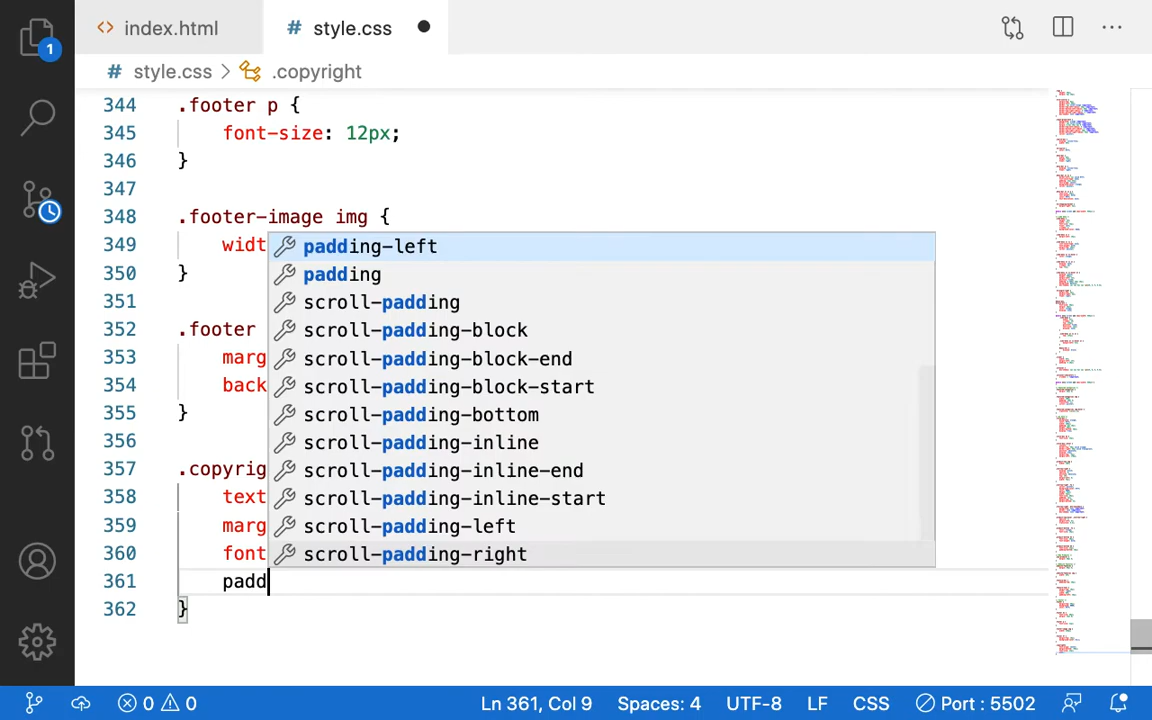 1
index.html
# style.css
# style.css > .copyright
344 .footer p {
345 font-size: 12px;
346 }
347
348 .footer-image img {
349 widt
350 }
351
352 .footer
353 marg
354 back
355 }
356
357 .copyrig
358 text
359 marg
360 font
361 padd
362 }
padding-left
padding
scroll-padding
scroll-padding-block
scroll-padding-block-end
scroll-padding-block-start
scroll-padding-bottom
scroll-padding-inline
scroll-padding-inline-end
scroll-padding-inline-start
scroll-padding-left
scroll-padding-right
0 0 Ln 361, Col 9 Spaces: 4 UTF-8 LF CSS Port : 5502